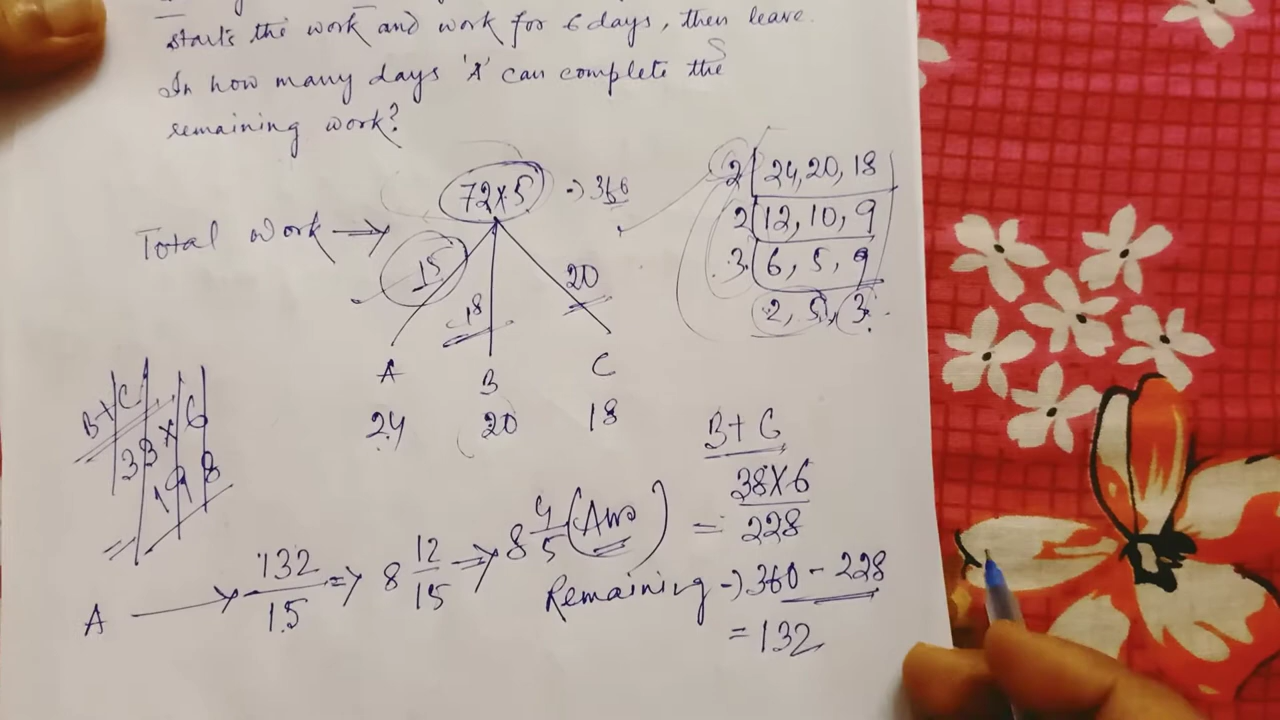 starts the work and work for 6 days, then leave.
In how many days 'A' can complete the
remaining work?
72×5 => 360
Total work →
15
18
20
A B C
24 20 18
2 | 24, 20, 18
2 | 12, 10, 9
3 | 6, 5, 9
2, 5, 3
B+C
33×6
198
B+C
38×6
= 228
Remaining → 360 - 228
= 132
A → 132/15 => 8 12/15 => 8 4/5 (Ans)